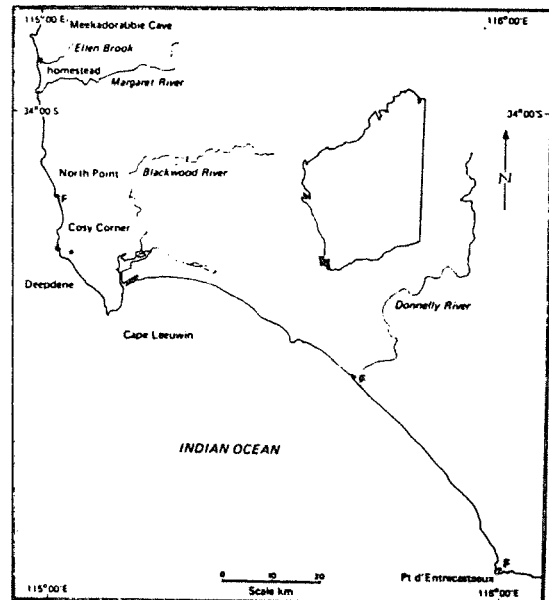 115°00'E
116°00'E
Meekadorabbie Cave
Ellen Brook
homestead
Margaret River
34°00 S
34°00'S
N
North Point
Blackwood River
F
Cosy Corner
Deepdene
Donnelly River
Cape Leeuwin
F
INDIAN OCEAN
F
Pt d'Entrecasteaux
0 10 20
Scale km
115°00'E
116°00'E